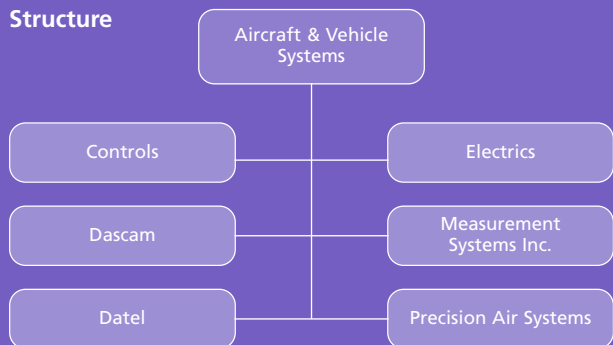 Structure
Aircraft & Vehicle
Systems
Controls
Electrics
Dascam
Measurement
Systems Inc.
Datel
Precision Air Systems